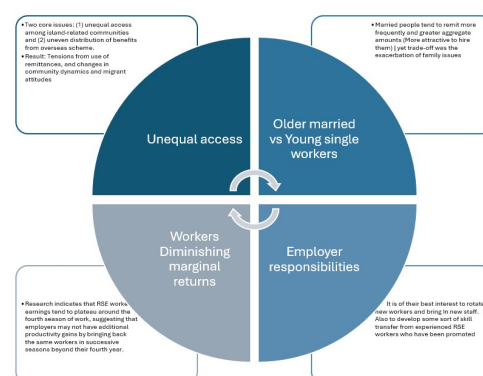 • Two core issues: (1) unequal access
among island-related communities
and (2) uneven distribution of benefits
from overseas scheme.
• Result: Tensions from use of
remittances, and changes in
community dynamics and migrant
attitudes
• Married people tend to remit more
frequently and greater aggregate
amounts (More attractive to hire
them) | yet trade-off was the
exacerbation of family issues
Unequal access
Older married
vs Young single
workers
Workers
Diminishing
marginal
returns
Employer
responsibilities
• Research indicates that RSE worke
earnings tend to plateau around the
fourth season of work, suggesting that
employers may not have additional
productivity gains by bringing back
the same workers in successive
seasons beyond their fourth year.
It is of their best interest to rotate
new workers and bring In new staff.
Also to develop some sort of skill
transfer from experienced RSE
workers who have been promoted